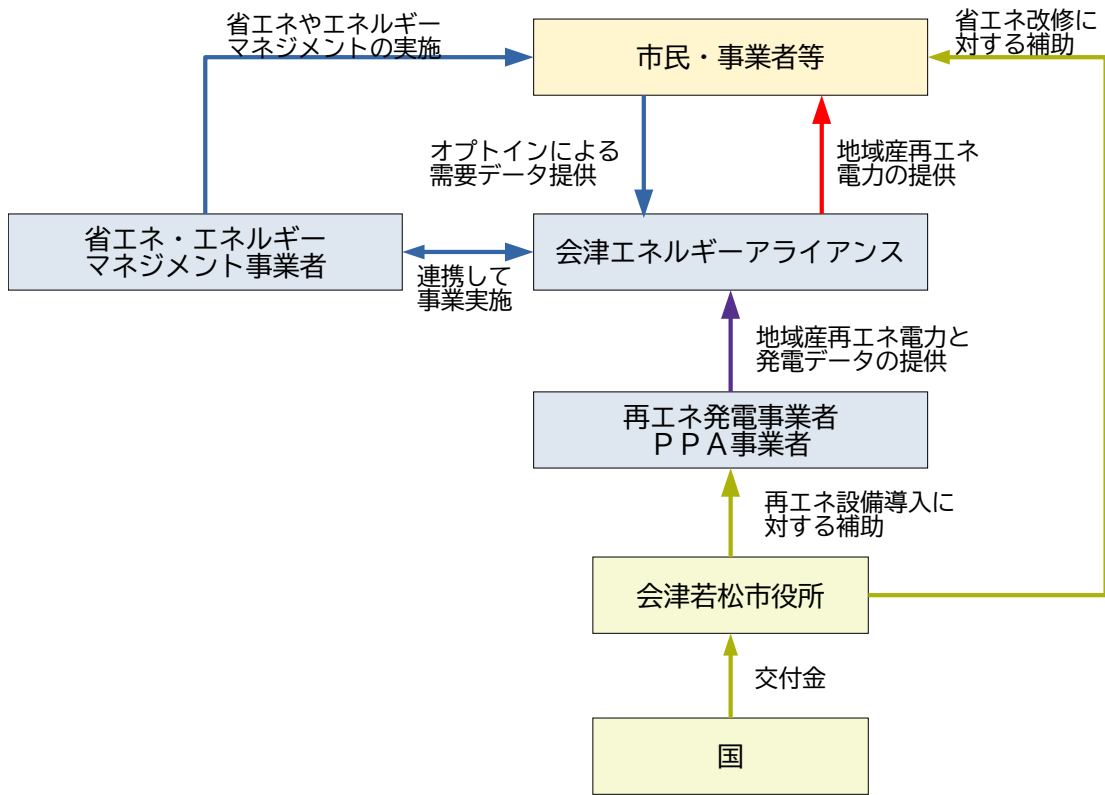 省エネやエネルギー
マネジメントの実施
市民・事業者等
省エネ改修に
対する補助
オプトインによる
需要データ提供
地域産再エネ
電力の提供
省エネ・エネルギー
マネジメント事業者
連携して
事業実施
会津エネルギーアライアンス
地域産再エネ電力と
発電データの提供
再エネ発電事業者
ＰＰＡ事業者
再エネ設備導入に
対する補助
会津若松市役所
交付金
国